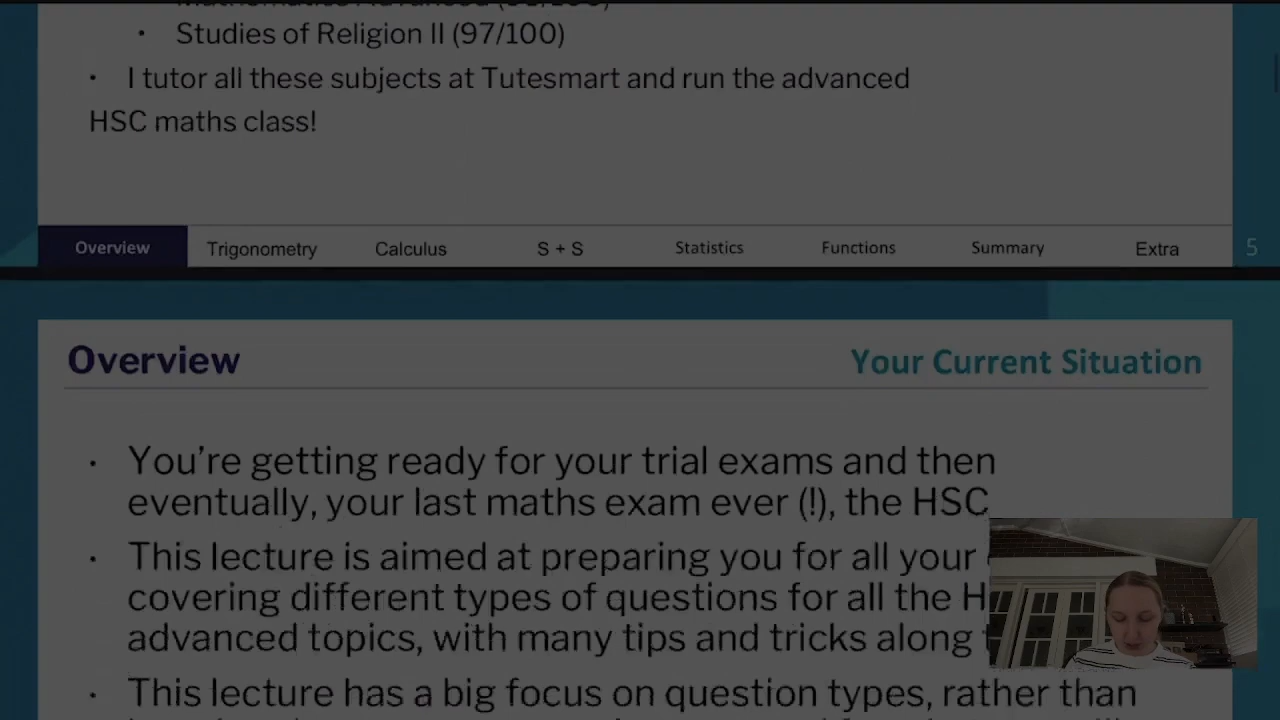 Studies of Religion II (97/100)
• I tutor all these subjects at Tutesmart and run the advanced
HSC maths class!
Overview Trigonometry Calculus S + S Statistics Functions Summary Extra 5
Overview Your Current Situation
• You're getting ready for your trial exams and then
eventually, your last maths exam ever (!), the HSC
• This lecture is aimed at preparing you for all your
covering different types of questions for all the
advanced topics, with many tips and tricks along
• This lecture has a big focus on question types, rather than